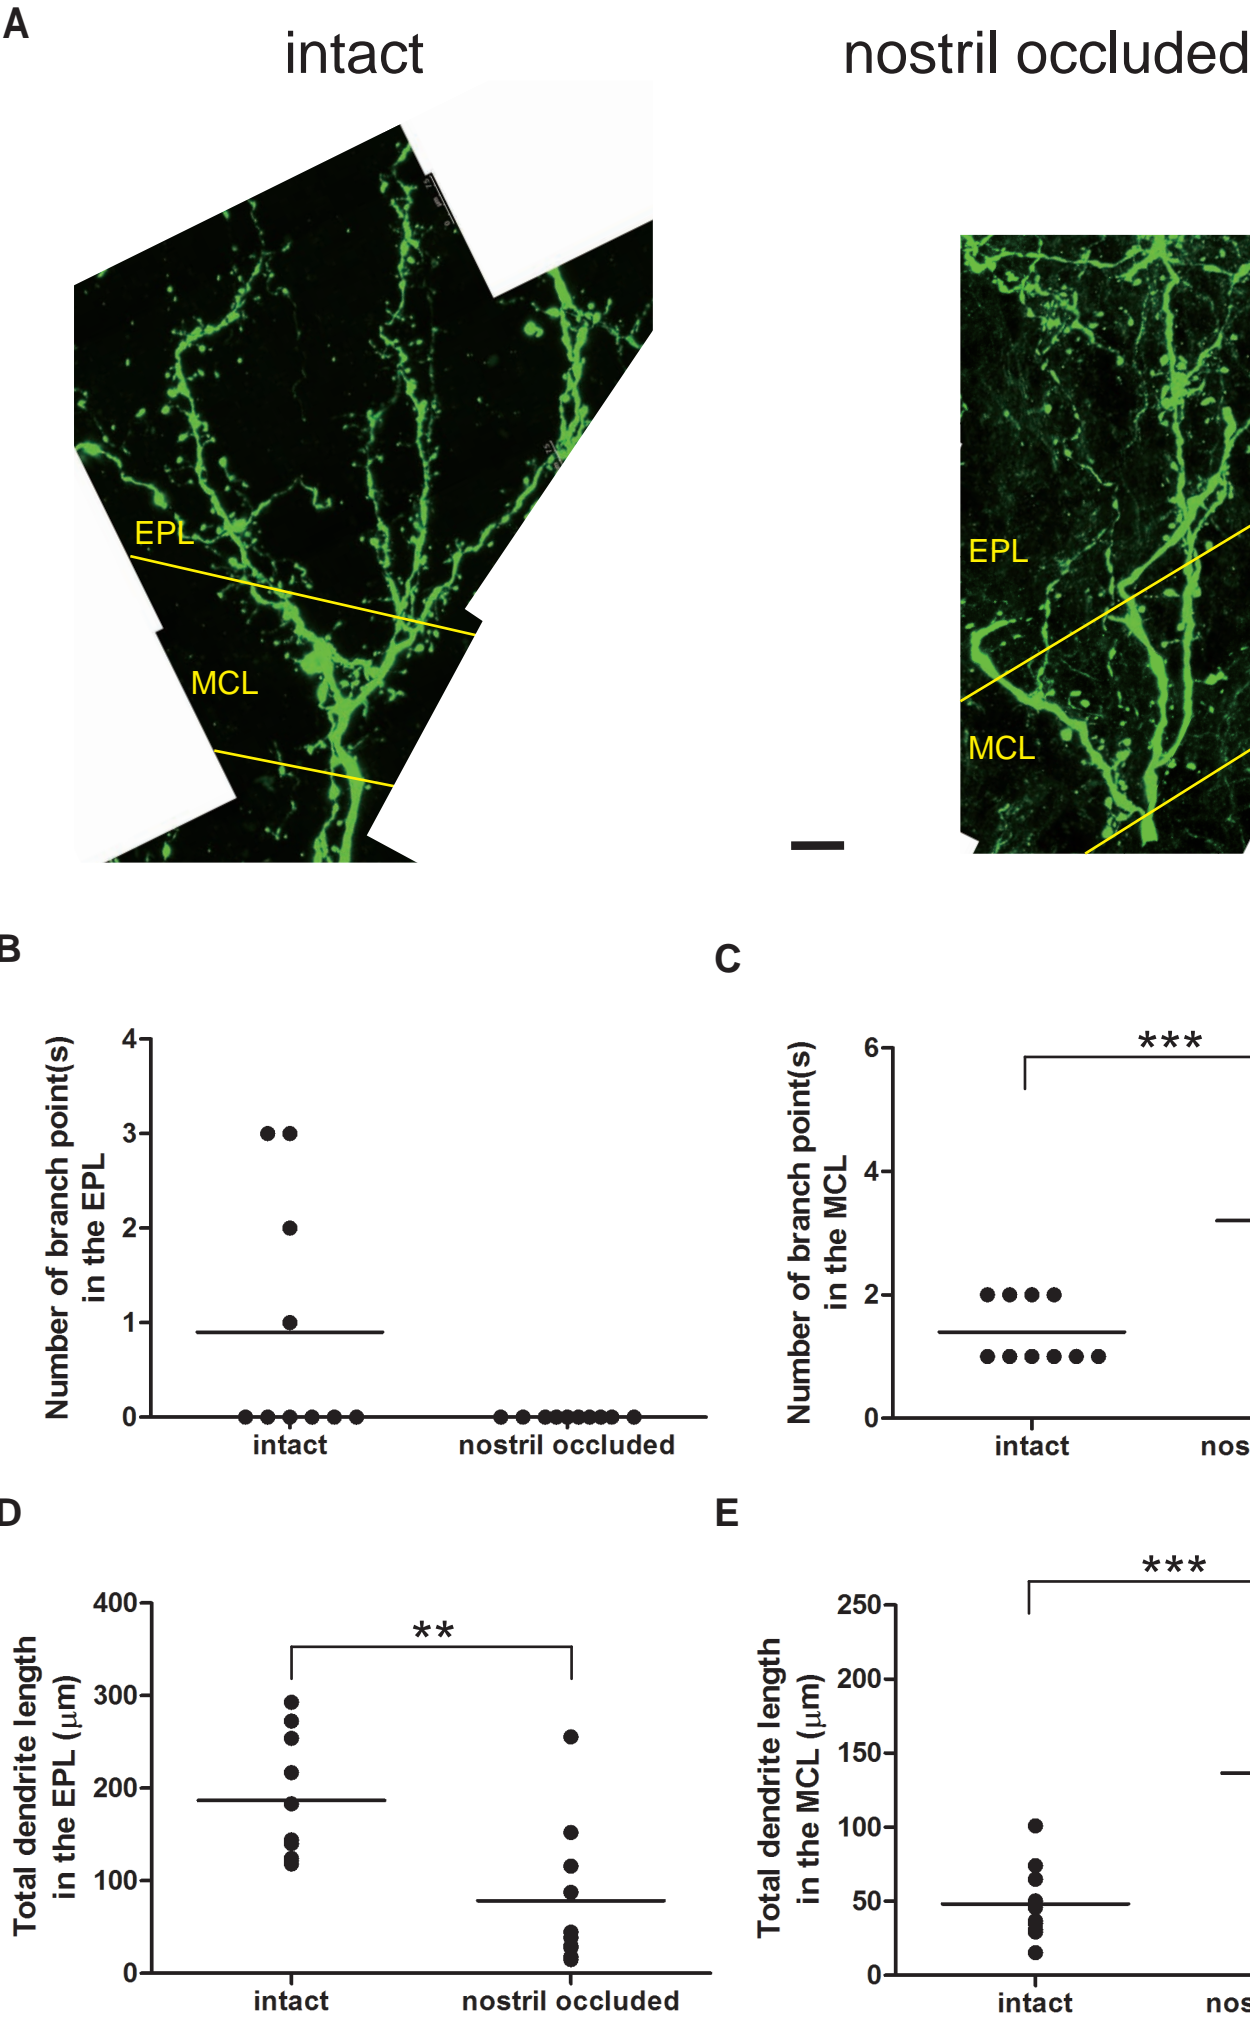 A
intact
nostril occluded
EPL
MCL
EPL
MCL
B
Number of branch point(s)
in the EPL
4
3
2
1
0
intact
nostril occluded
C
Number of branch point(s)
in the MCL
6
4
2
0
***
intact
nos
D
Total dendrite length
in the EPL (μm)
400
300
200
100
0
**
intact
nostril occluded
E
Total dendrite length
in the MCL (μm)
250
200
150
100
50
0
***
intact
nos